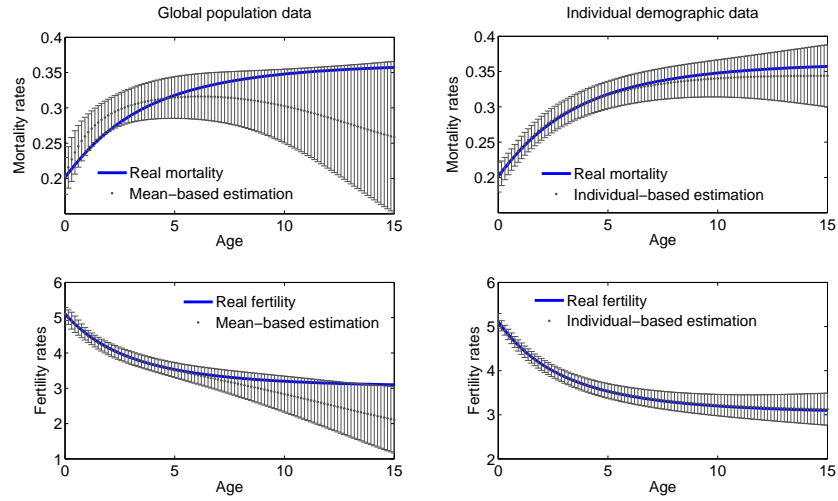 Global population data
0.4
0.35
0.3
0.25
0.2
Mortality rates
Real mortality
Mean−based estimation
0 5 10 15
Age
Individual demographic data
0.4
0.35
0.3
0.25
0.2
Mortality rates
Real mortality
Individual−based estimation
0 5 10 15
Age
6
5
4
3
2
1
Fertility rates
Real fertility
Mean−based estimation
0 5 10 15
Age
6
5
4
3
2
Fertility rates
Real fertility
Individual−based estimation
0 5 10 15
Age